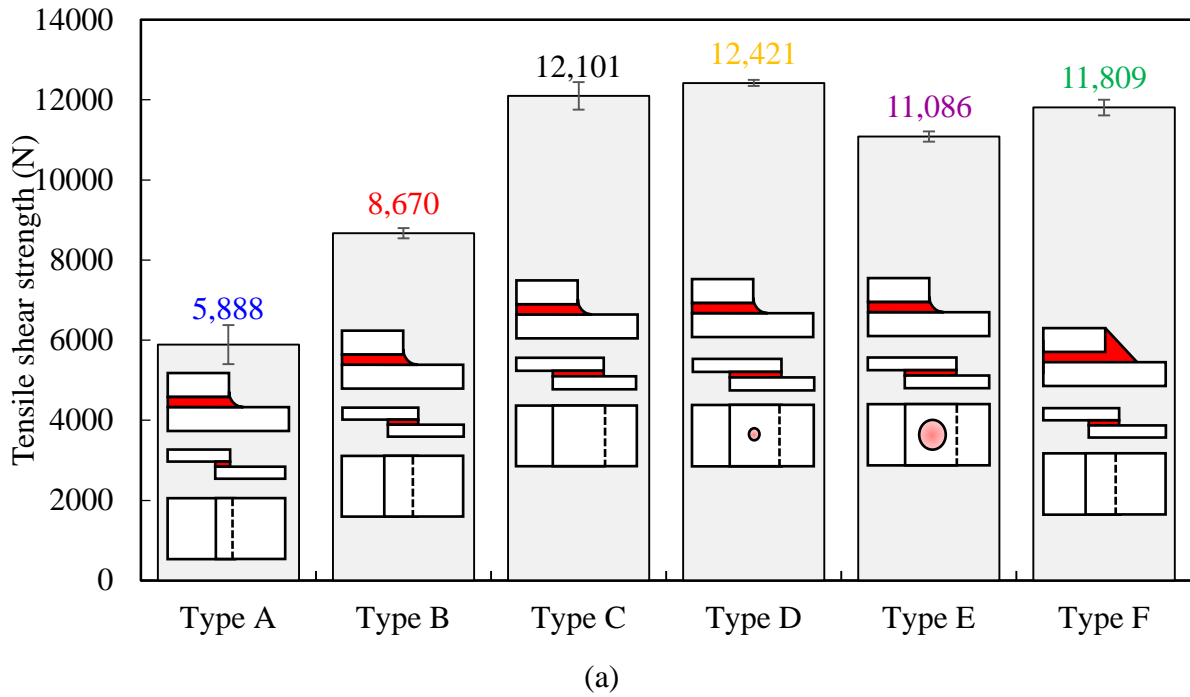 Tensile shear strength (N)
14000
12000
10000
8000
6000
4000
2000
0
5,888
8,670
12,101
12,421
11,086
11,809
Type A
Type B
Type C
Type D
Type E
Type F
(a)